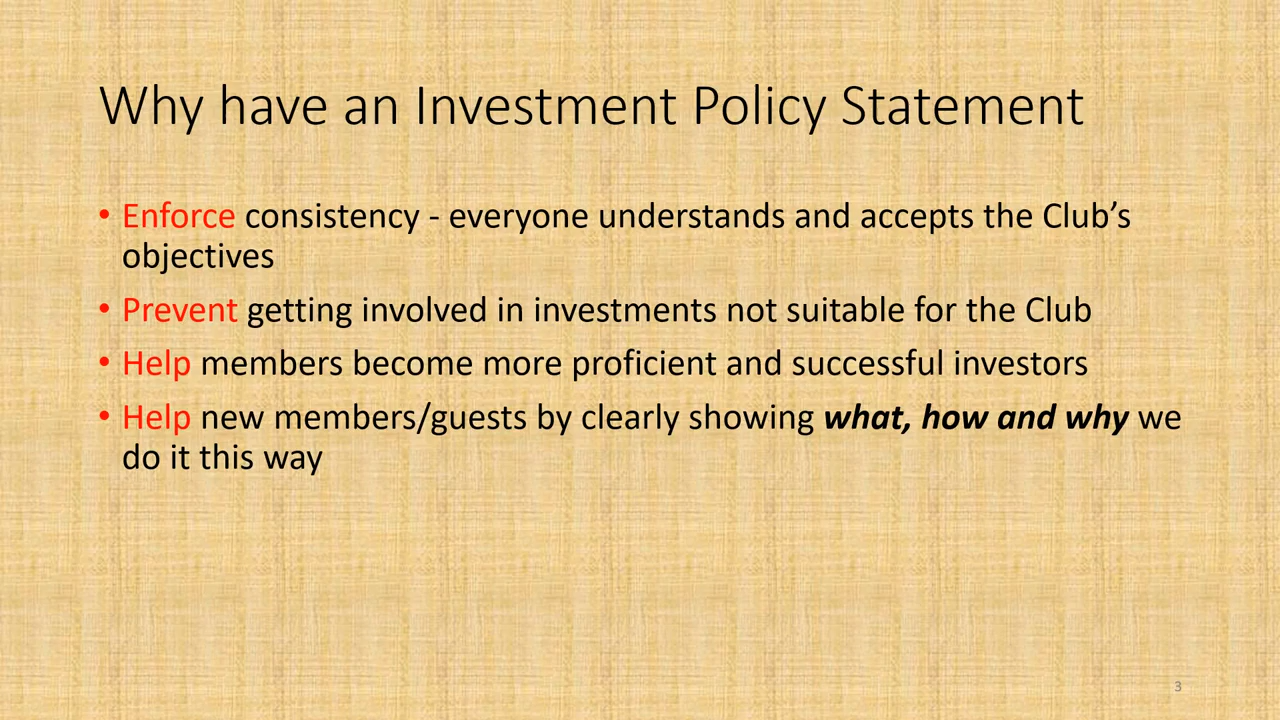 Why have an Investment Policy Statement
• Enforce consistency - everyone understands and accepts the Club’s
objectives
• Prevent getting involved in investments not suitable for the Club
• Help members become more proficient and successful investors
• Help new members/guests by clearly showing what, how and why we
do it this way
3